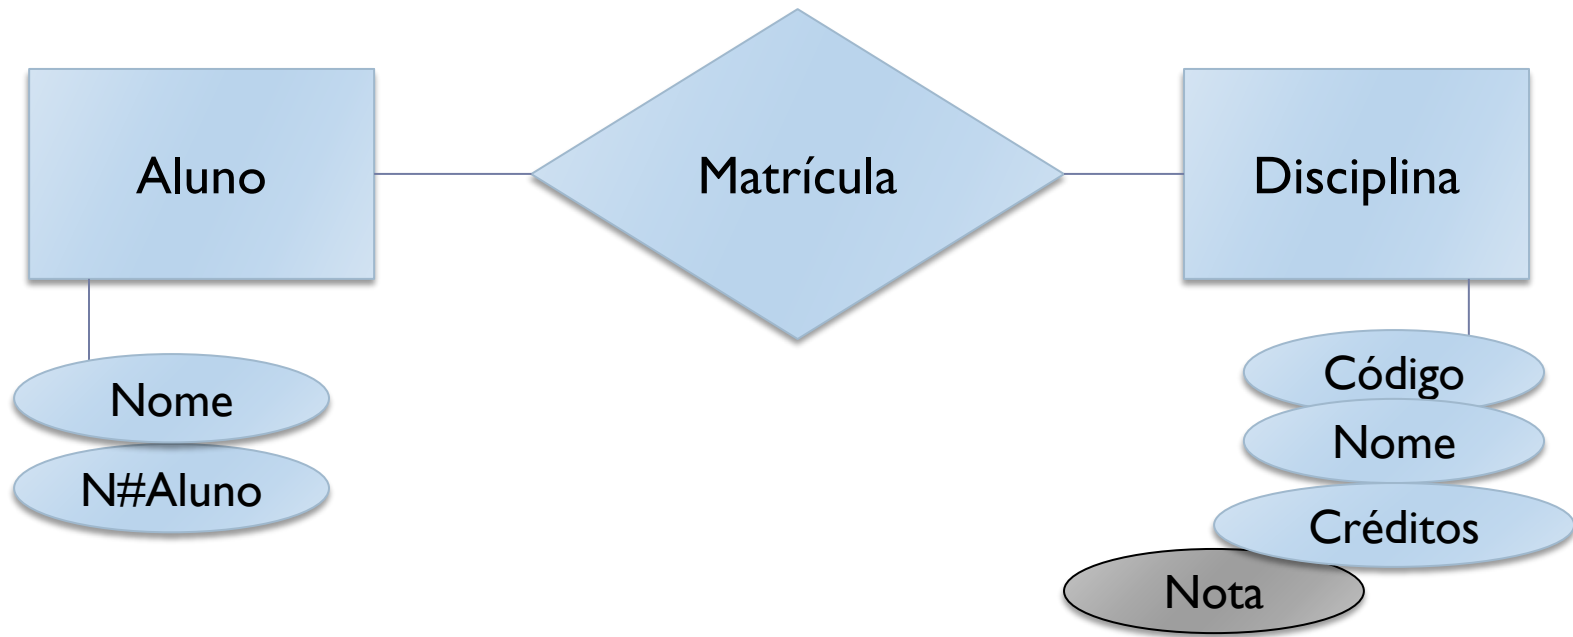 Aluno
Matrícula
Disciplina
Nome
N#Aluno
Código
Nome
Créditos
Nota